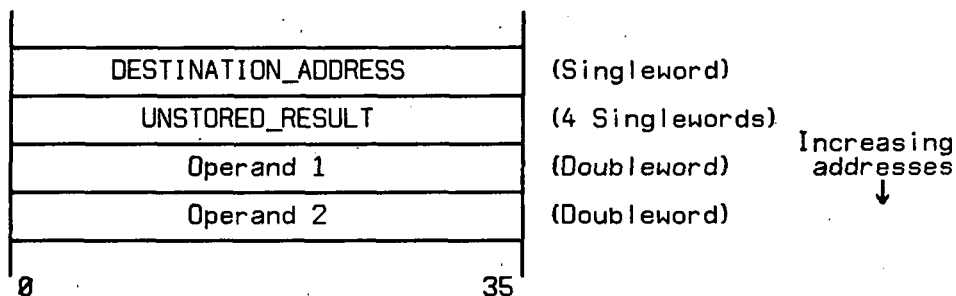 DESTINATION_ADDRESS (Singleword)
UNSTORED_RESULT (4 Singlewords)
Increasing
Operand 1 (Doubleword) addresses
↓
Operand 2 (Doubleword)
0 35